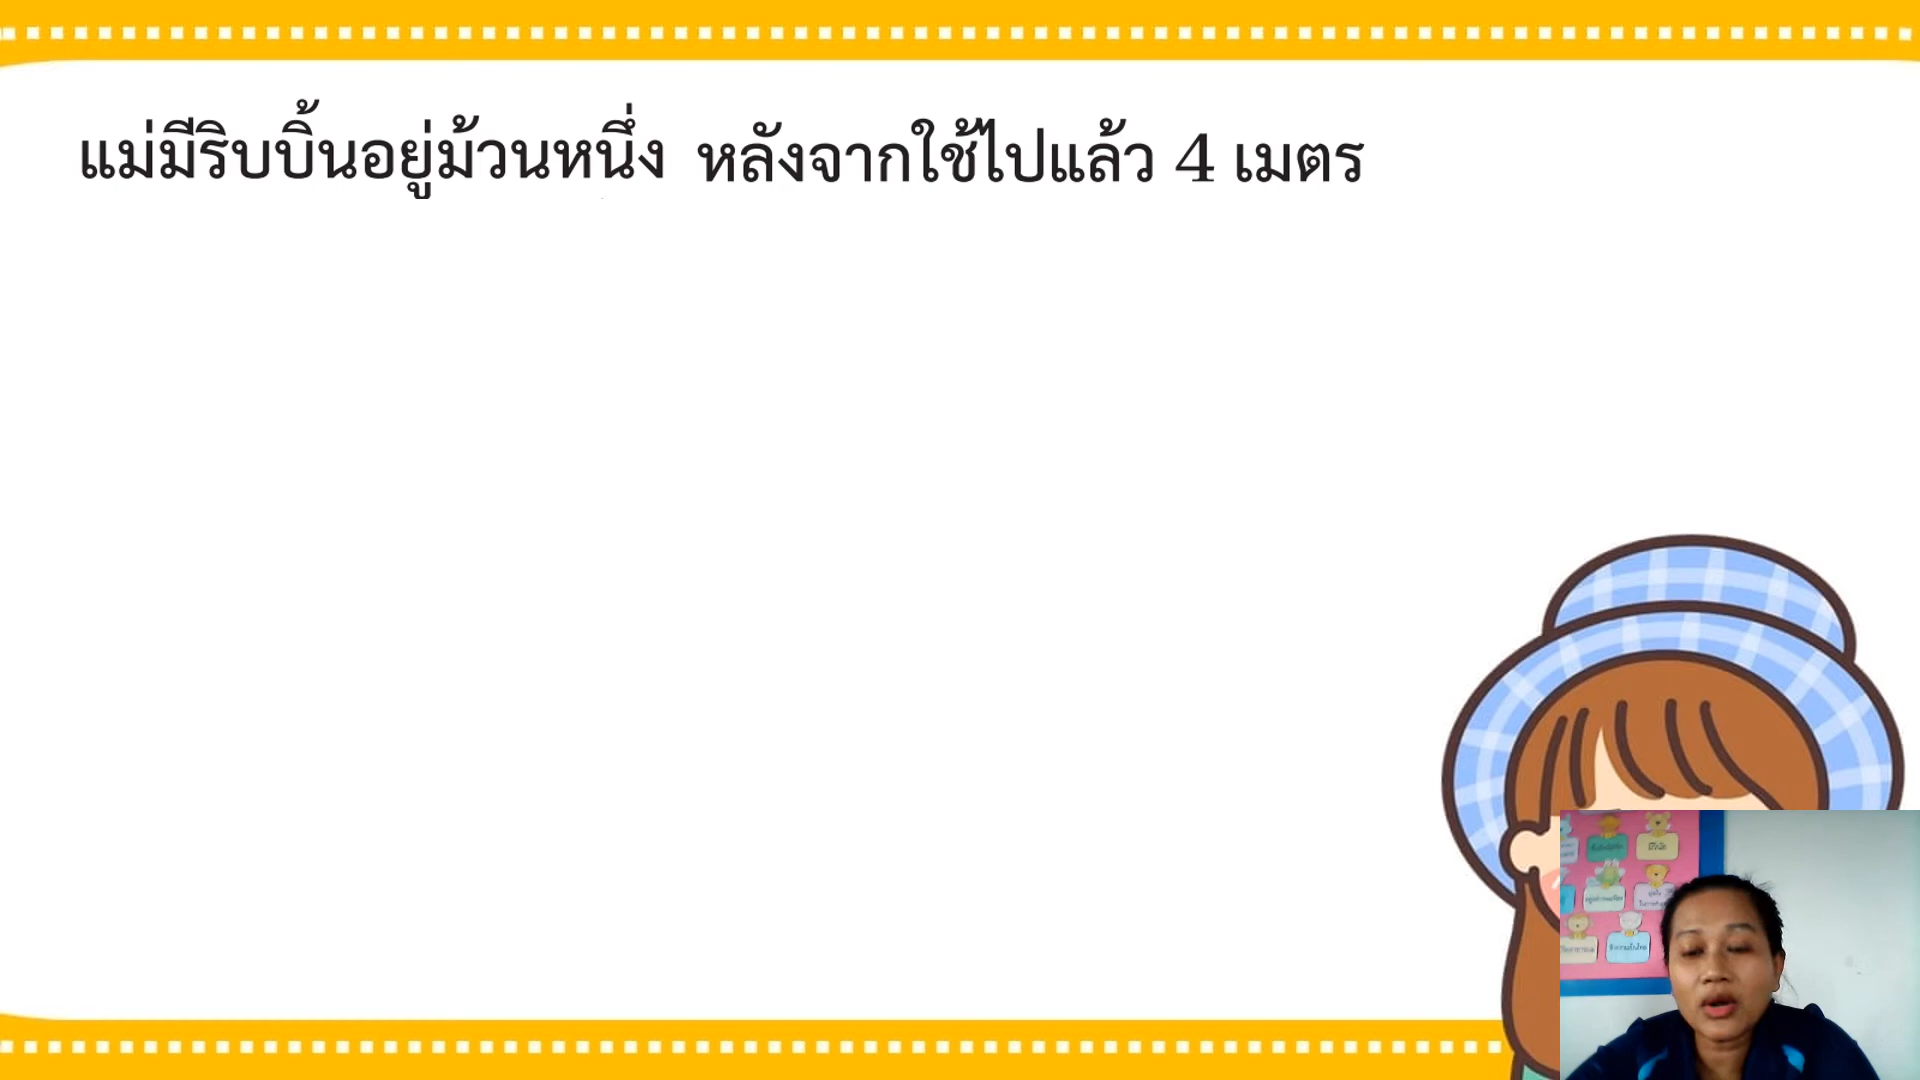 แม่มีริบบิ้นอยู่ม้วนหนึ่ง หลังจากใช้ไปแล้ว 4 เมตร